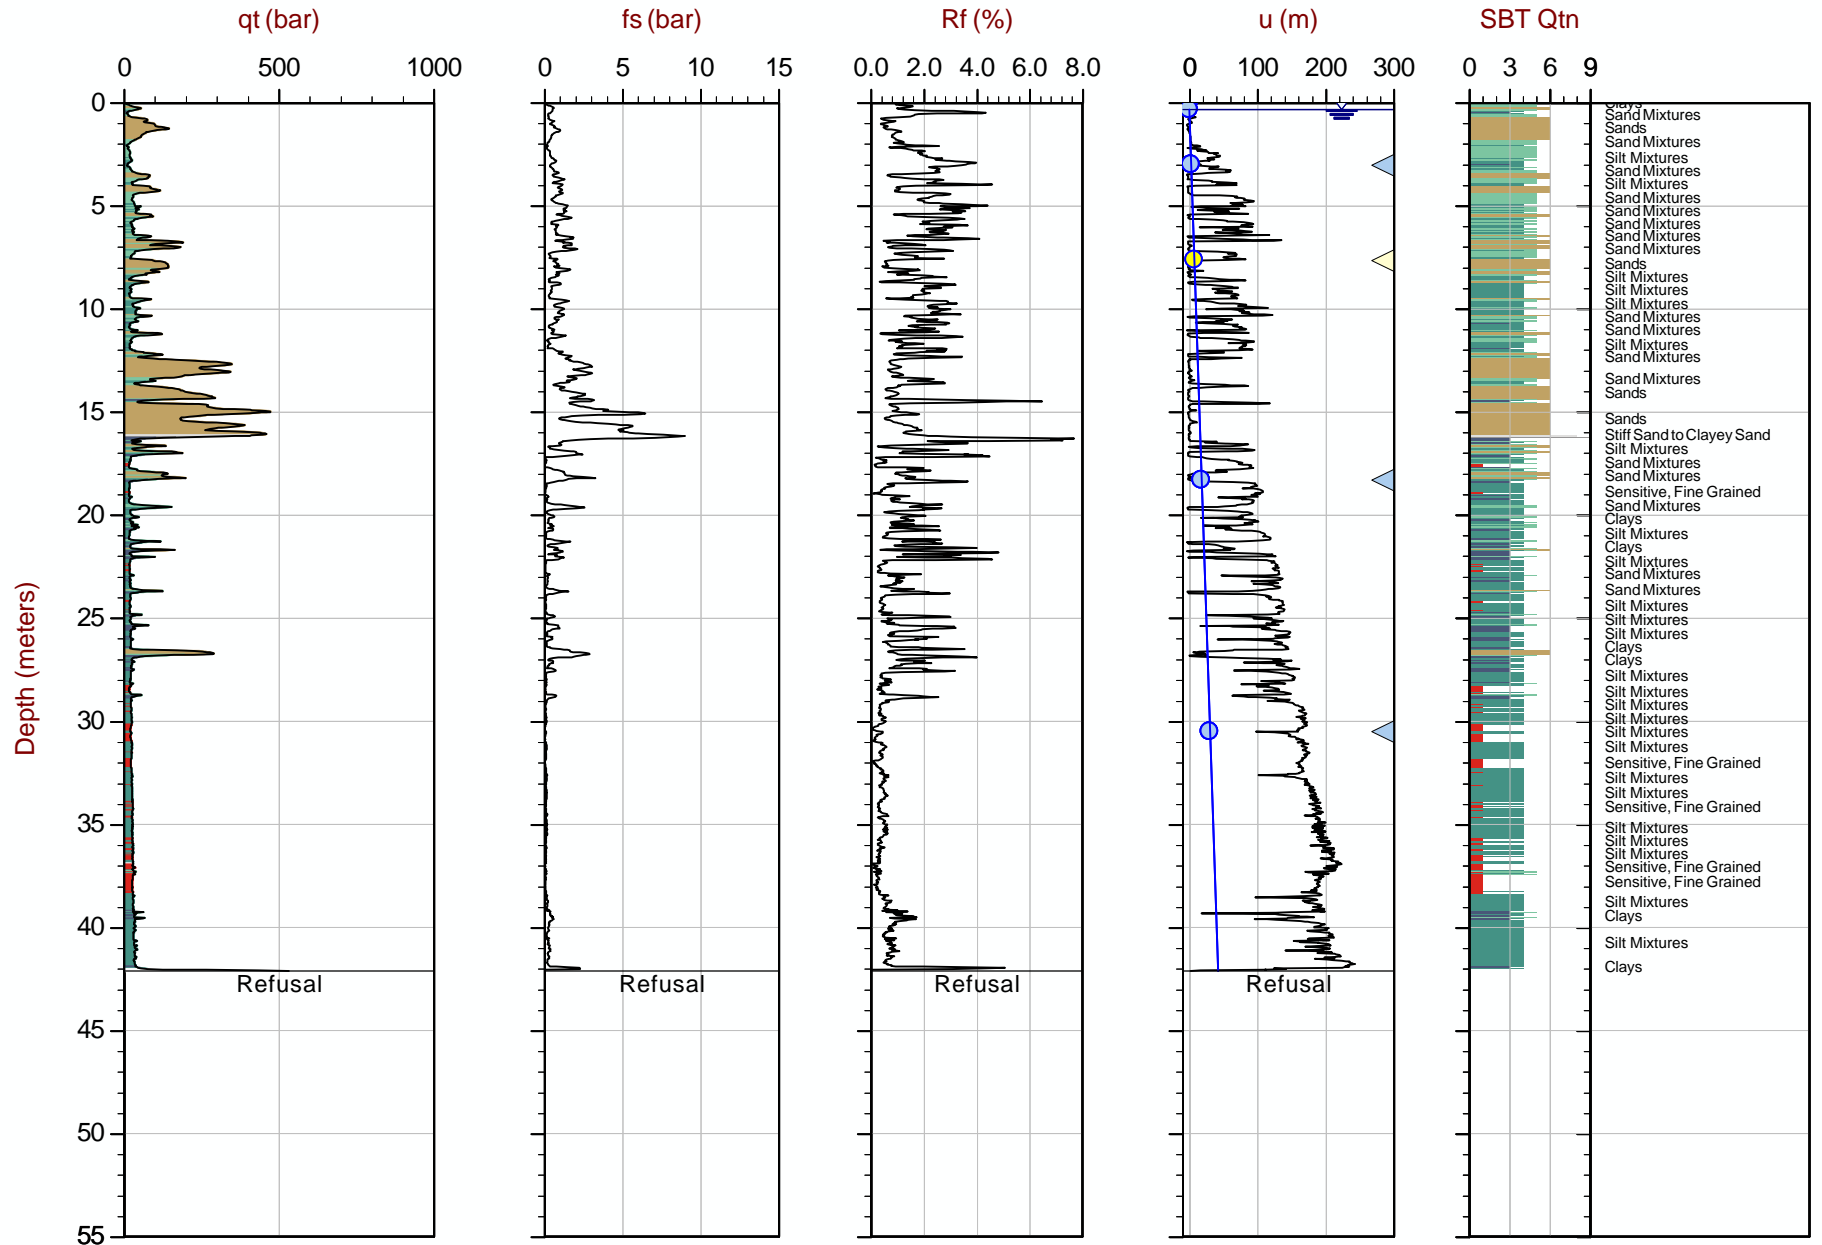 qt (bar)
fs (bar)
Rf (%)
u (m)
SBT Qtn
0 500 1000
0 5 10 15
0.0 2.0 4.0 6.0 8.0
0 100 200 300
0 3 6 9
Depth (meters)
0
5
10
15
20
25
30
35
40
45
50
55
Clays
Sand Mixtures
Sands
Sand Mixtures
Silt Mixtures
Sand Mixtures
Silt Mixtures
Sand Mixtures
Sand Mixtures
Sand Mixtures
Sand Mixtures
Sand Mixtures
Sands
Silt Mixtures
Silt Mixtures
Silt Mixtures
Sand Mixtures
Sand Mixtures
Silt Mixtures
Sand Mixtures
Sand Mixtures
Sands
Sands
Stiff Sand to Clayey Sand
Silt Mixtures
Sand Mixtures
Sand Mixtures
Sensitive, Fine Grained
Sand Mixtures
Clays
Silt Mixtures
Clays
Silt Mixtures
Sand Mixtures
Sand Mixtures
Silt Mixtures
Silt Mixtures
Silt Mixtures
Clays
Clays
Silt Mixtures
Silt Mixtures
Silt Mixtures
Silt Mixtures
Silt Mixtures
Silt Mixtures
Sensitive, Fine Grained
Silt Mixtures
Silt Mixtures
Sensitive, Fine Grained
Silt Mixtures
Silt Mixtures
Silt Mixtures
Sensitive, Fine Grained
Sensitive, Fine Grained
Silt Mixtures
Clays
Silt Mixtures
Clays
Refusal Refusal Refusal Refusal